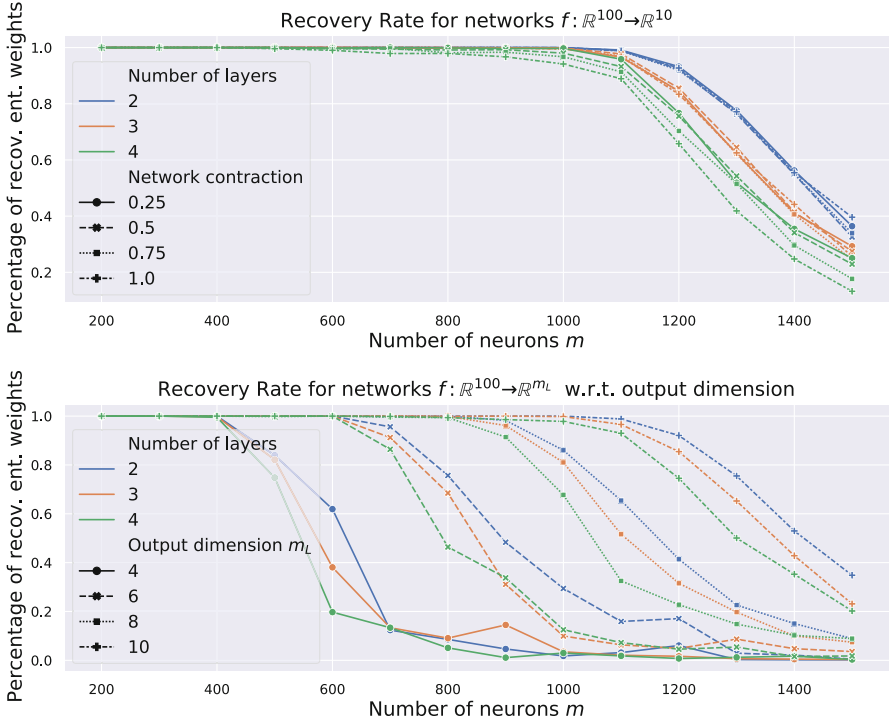 Recovery Rate for networks f: ℝ¹⁰⁰→ℝ¹⁰
Percentage of recov. ent. weights
1.0
0.8
0.6
0.4
0.2
Number of layers
2
3
4
Network contraction
0.25
0.5
0.75
1.0
200 400 600 800 1000 1200 1400
Number of neurons m
Recovery Rate for networks f: ℝ¹⁰⁰→ℝ^{m_L} w.r.t. output dimension
Percentage of recov. ent. weights
1.0
0.8
0.6
0.4
0.2
0.0
Number of layers
2
3
4
Output dimension m_L
4
6
8
10
200 400 600 800 1000 1200 1400
Number of neurons m